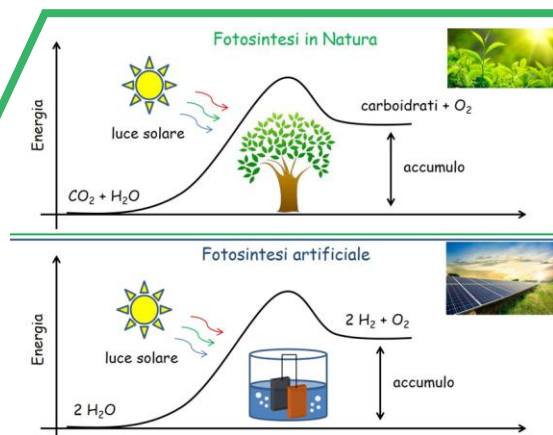 Fotosintesi in Natura
Energia
luce solare
carboidrati + O₂
accumulo
CO₂ + H₂O
Fotosintesi artificiale
Energia
luce solare
2 H₂ + O₂
accumulo
2 H₂O